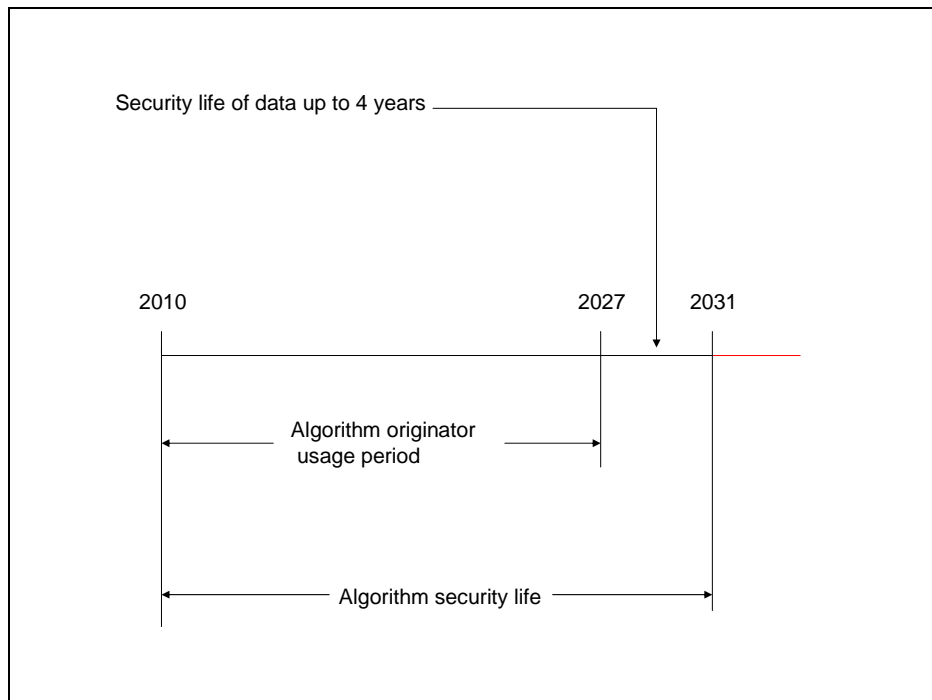 Security life of data up to 4 years
2010
2027
2031
Algorithm originator
usage period
Algorithm security life